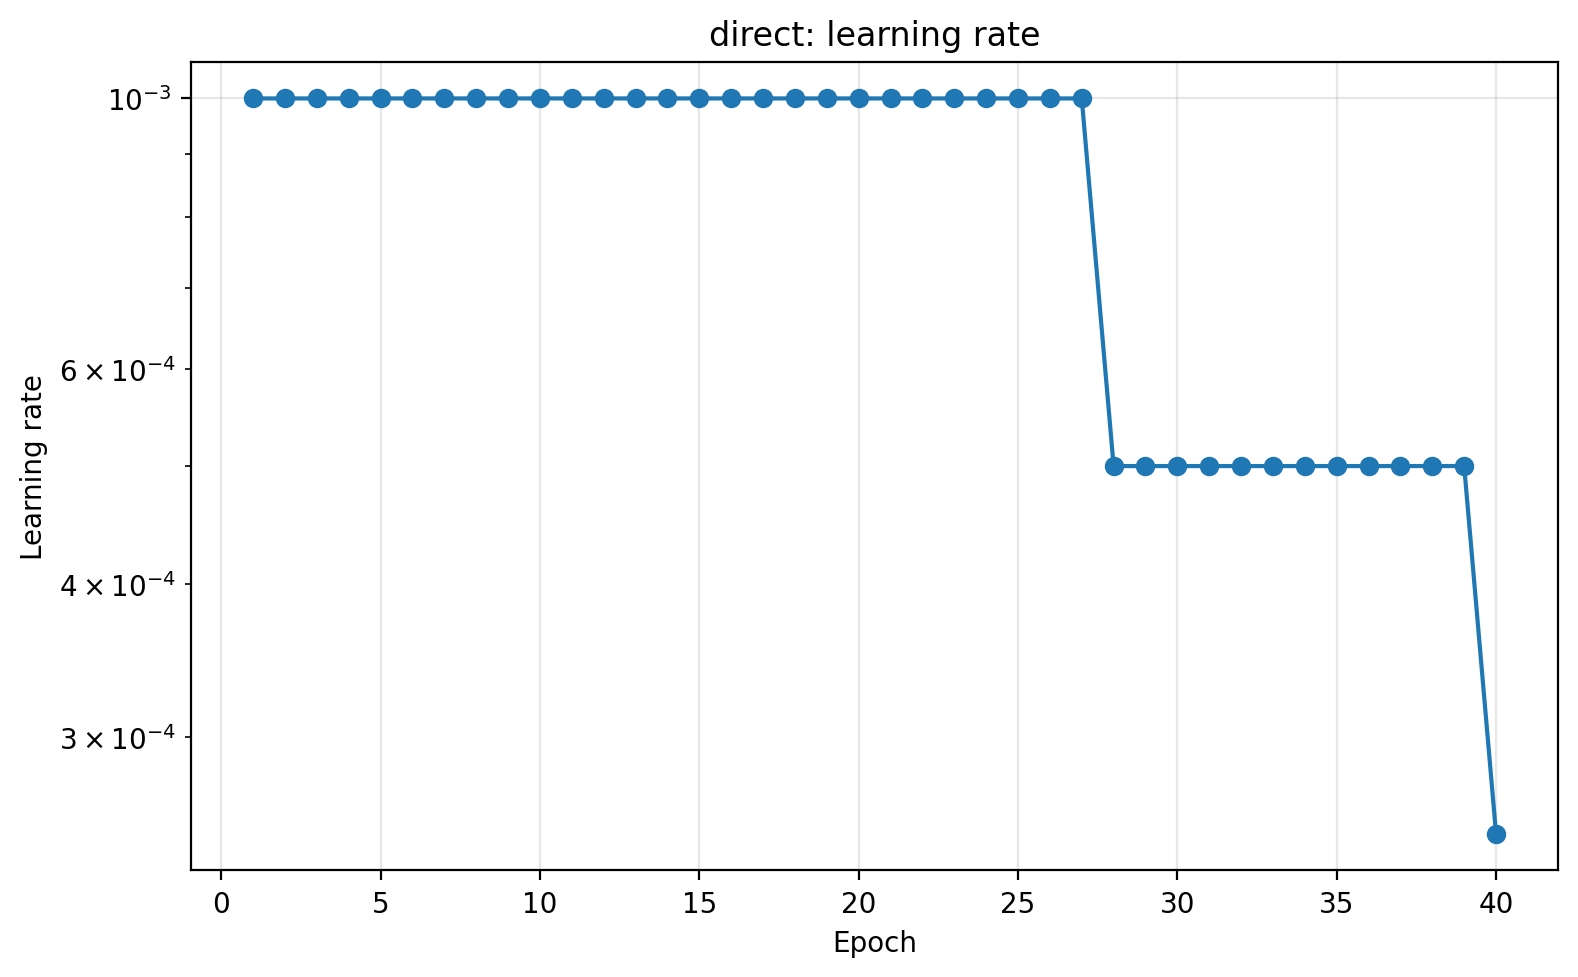 direct: learning rate
10⁻³
6 × 10⁻⁴
4 × 10⁻⁴
3 × 10⁻⁴
Learning rate
0 5 10 15 20 25 30 35 40
Epoch